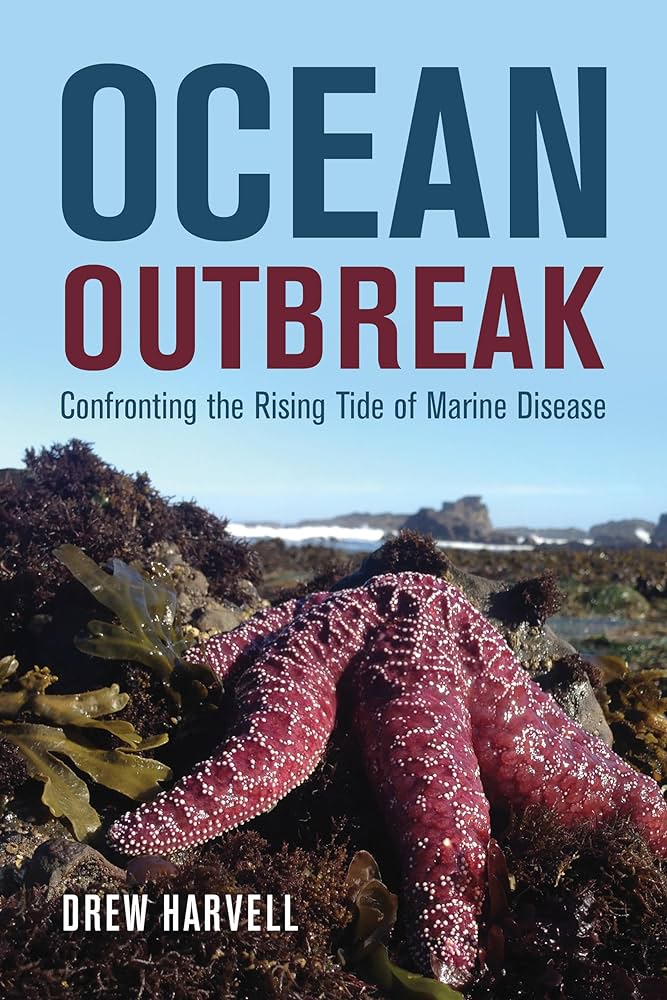 OCEAN
OUTBREAK
Confronting the Rising Tide of Marine Disease
DREW HARVELL